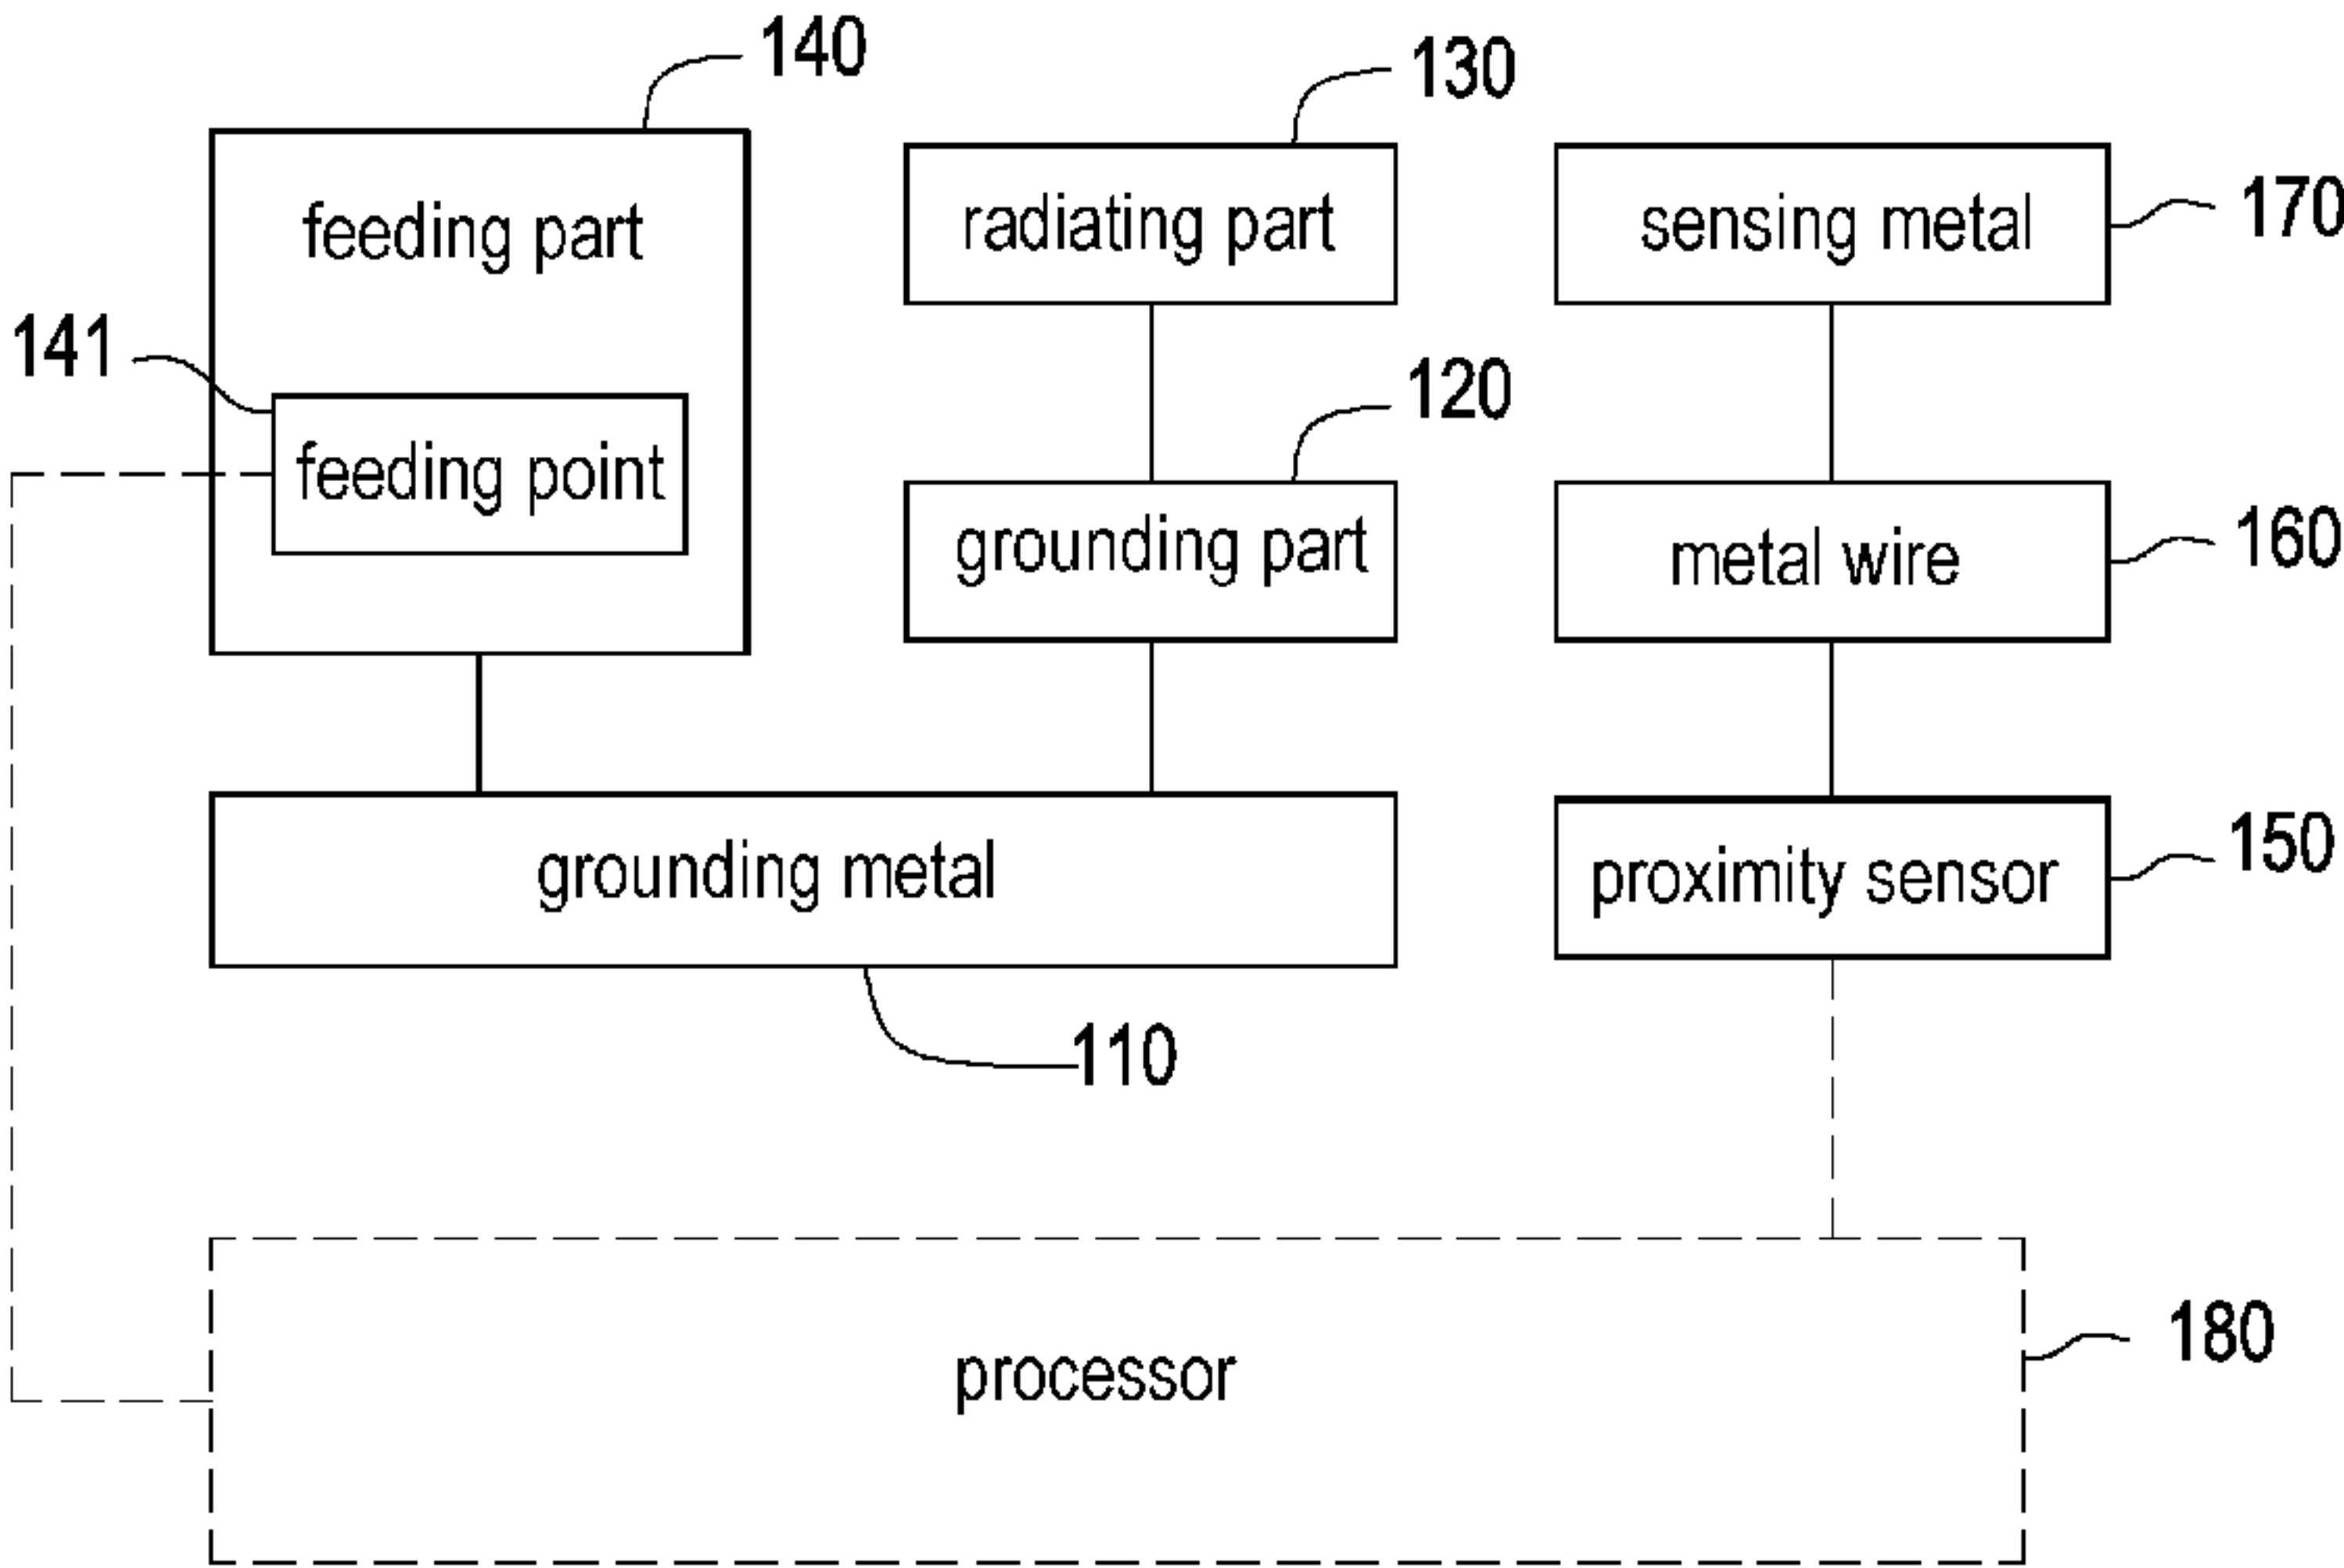 140
130
feeding part
radiating part
sensing metal
170
141
120
feeding point
grounding part
metal wire
160
grounding metal
proximity sensor
150
110
processor
180